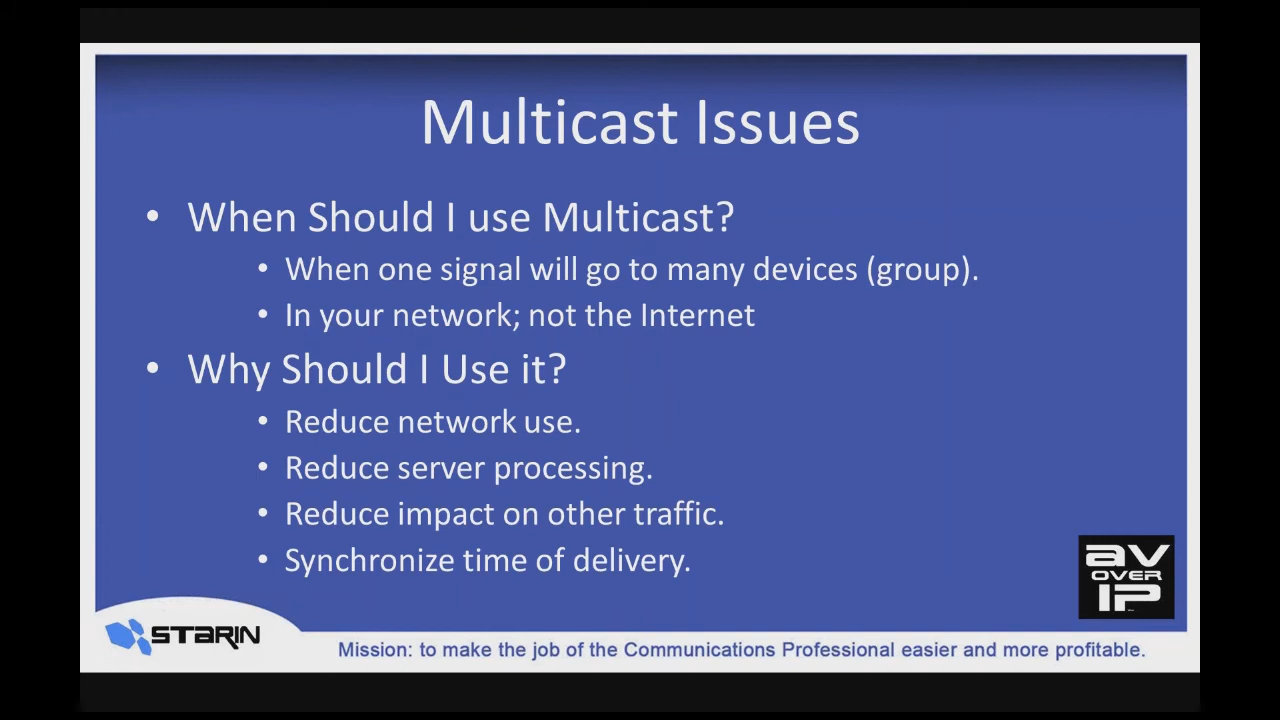 Multicast Issues
• When Should I use Multicast?
• When one signal will go to many devices (group).
• In your network; not the Internet
• Why Should I Use it?
• Reduce network use.
• Reduce server processing.
• Reduce impact on other traffic.
• Synchronize time of delivery.
av
OVER
IP
STARIN
Mission: to make the job of the Communications Professional easier and more profitable.